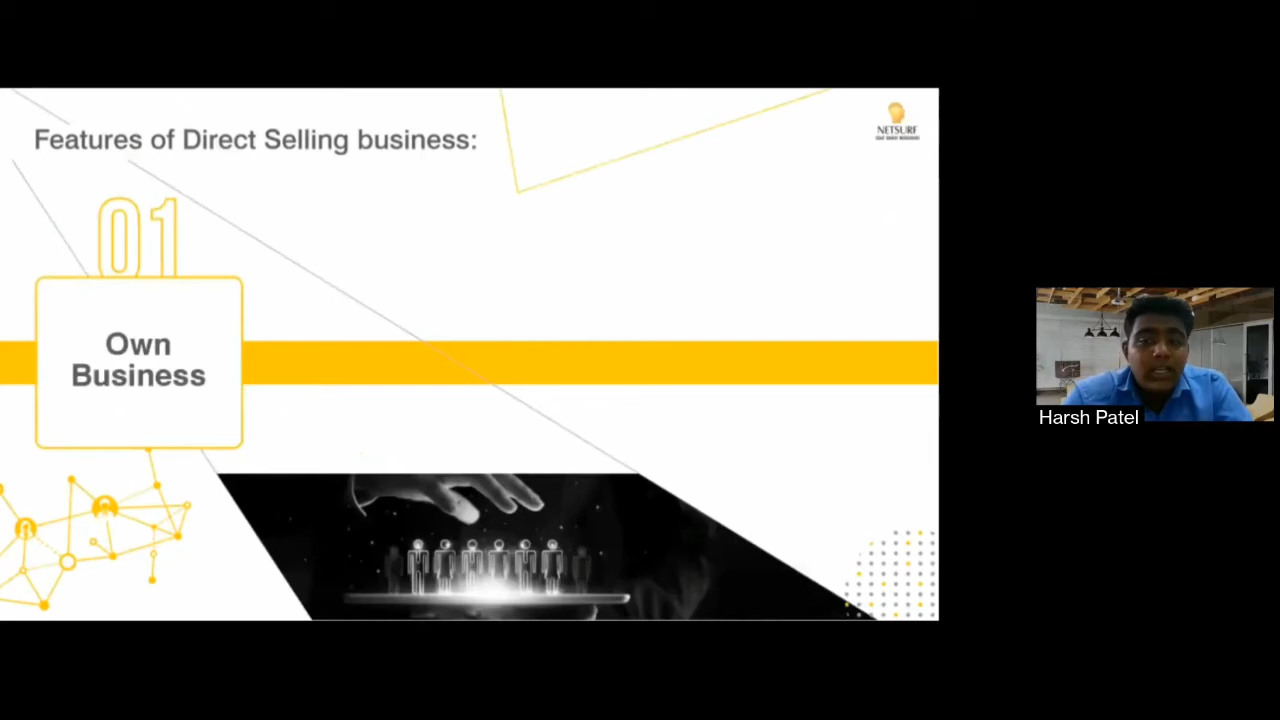 Features of Direct Selling business:
NETSURF
01
Own
Business
Harsh Patel